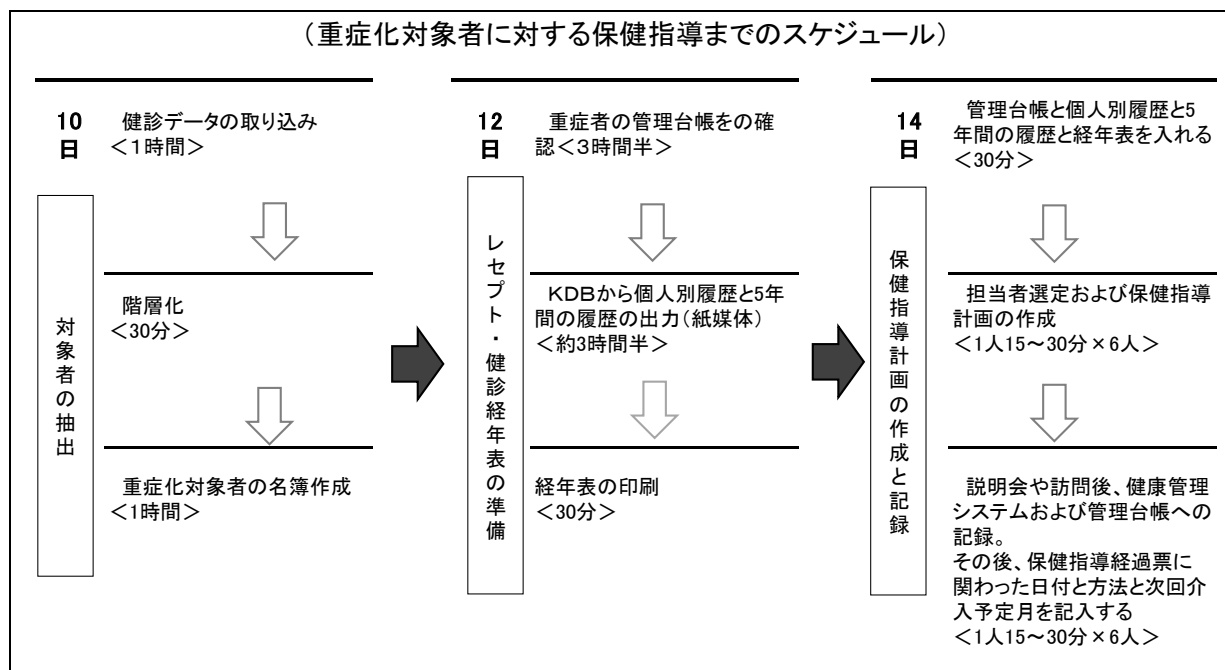 （重症化対象者に対する保健指導までのスケジュール）
10
日
健診データの取り込み
＜１時間＞
対象者の抽出
階層化
＜30分＞
重症化対象者の名簿作成
＜1時間＞
12
日
重症者の管理台帳をの確
認＜３時間半＞
レセプト・健診経年表の準備
ＫDBから個人別履歴と5年
間の履歴の出力（紙媒体）
＜約3時間半＞
経年表の印刷
＜30分＞
14
日
管理台帳と個人別履歴と5
年間の履歴と経年表を入れる
＜30分＞
保健指導計画の作成と記録
担当者選定および保健指導
計画の作成
＜1人15～30分×6人＞
説明会や訪問後、健康管理
システムおよび管理台帳への
記録。
その後、保健指導経過票に
関わった日付と方法と次回介
入予定月を記入する
＜1人15～30分×6人＞